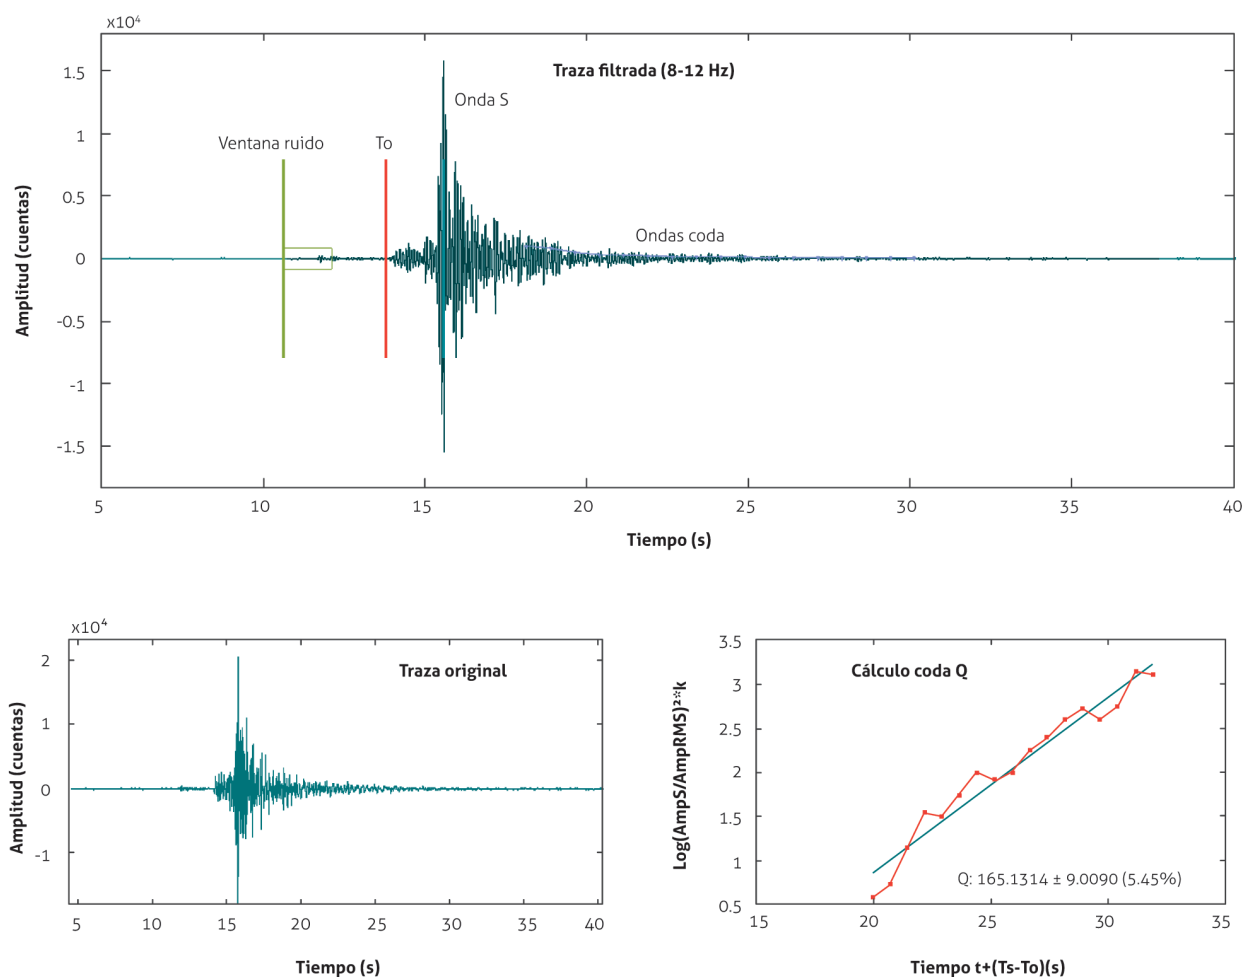 x10⁴
Traza filtrada (8-12 Hz)
Onda S
Ventana ruido
To
Ondas coda
1.5
1
0.5
0
-0.5
-1
-1.5
Amplitud (cuentas)
5 10 15 20 25 30 35 40
Tiempo (s)
x10⁴
Traza original
2
1
0
-1
Amplitud (cuentas)
5 10 15 20 25 30 35 40
Tiempo (s)
Cálculo coda Q
3.5
3
2.5
2
1.5
1
0.5
Log(AmpS/AmpRMS)²*k
Q: 165.1314 ± 9.0090 (5.45%)
15 20 25 30 35
Tiempo t+(Ts-To)(s)